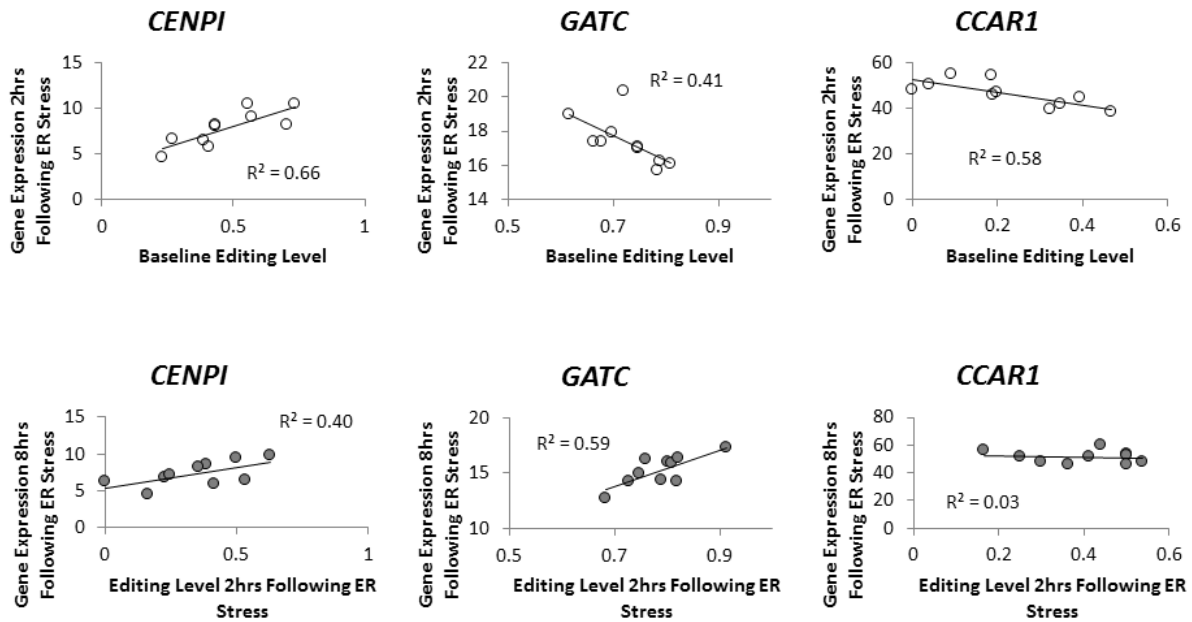 CENPI
Gene Expression 2hrs
Following ER Stress
15
10
5
0
R² = 0.66
0
0.5
1
Baseline Editing Level
GATC
Gene Expression 2hrs
Following ER Stress
22
20
18
16
14
R² = 0.41
0.5
0.7
0.9
Baseline Editing Level
CCAR1
Gene Expression 2hrs
Following ER Stress
60
40
20
0
R² = 0.58
0
0.2
0.4
0.6
Baseline Editing Level
CENPI
Gene Expression 8hrs
Following ER Stress
15
10
5
0
R² = 0.40
0
0.5
1
Editing Level 2hrs Following ER
Stress
GATC
Gene Expression 8hrs
Following ER Stress
20
15
10
R² = 0.59
0.5
0.7
0.9
Editing Level 2hrs Following ER
Stress
CCAR1
Gene Expression 8hrs
Following ER Stress
80
60
40
20
0
R² = 0.03
0
0.2
0.4
0.6
Editing Level 2hrs Following ER
Stress